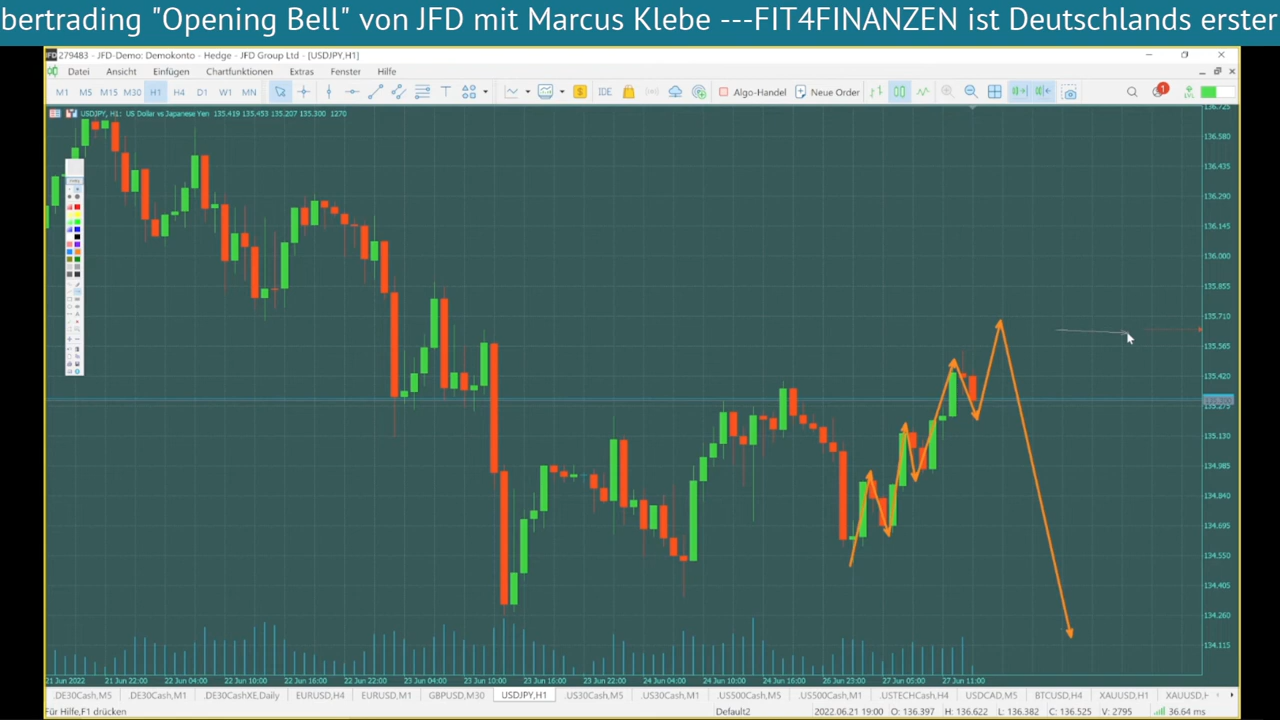 bertrading "Opening Bell" von JFD mit Marcus Klebe ---FIT4FINANZEN ist Deutschlands erster
279483 - JFD-Demo: Demokonto - Hedge - JFD Group Ltd - [USDJPY,H1]
Datei Ansicht Einfügen Chartfunktionen Extras Fenster Hilfe
M1 M5 M15 M30 H1 H4 D1 W1 MN T $ IDE Algo-Handel Neue Order 1
USDJPY, H1: US Dollar vs Japanese Yen 135.419 135.453 135.207 135.300 1270
136.725
136.580
136.435
136.290
136.145
136.000
135.855
135.710
135.565
135.420
135.300
135.275
135.130
134.985
134.840
134.695
134.550
134.405
134.260
134.115
21 Jun 2022 21 Jun 22:00 22 Jun 04:00 22 Jun 10:00 22 Jun 16:00 22 Jun 22:00 23 Jun 04:00 23 Jun 10:00 23 Jun 16:00 23 Jun 22:00 24 Jun 04:00 24 Jun 10:00 24 Jun 16:00 26 Jun 23:00 27 Jun 05:00 27 Jun 11:00
.DE30Cash,M5 .DE30Cash,M1 .DE30CashXE,Daily EURUSD,H4 EURUSD,M1 GBPUSD,M30 USDJPY,H1 .US30Cash,M5 .US30Cash,M1 .US500Cash,M5 .US500Cash,M1 .USTECHCash,H4 USDCAD,M5 BTCUSD,H4 XAUUSD,H1 XAUUSD,H
Für Hilfe,F1 drücken Default2 2022.06.21 19:00 O: 136.397 H: 136.622 L: 136.382 C: 136.525 V: 2795 36.64 ms